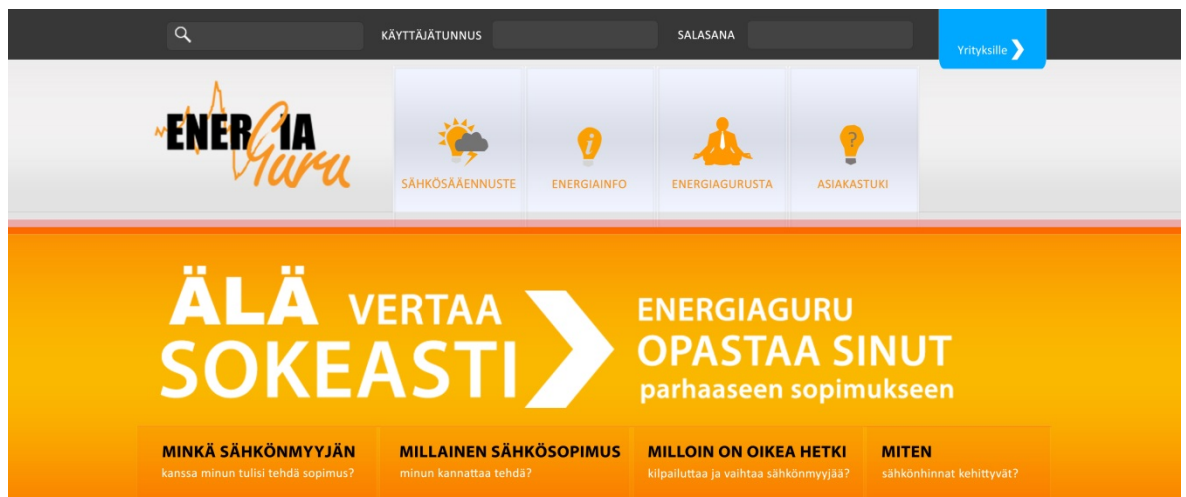 KÄYTTÄJÄTUNNUS
SALASANA
Yrityksille
ENERGIA
Guru
SÄHKÖSÄÄENNUSTE
ENERGIAINFO
ENERGIAGURUSTA
ASIAKASTUKI
ÄLÄ VERTAA
SOKEASTI
ENERGIAGURU
OPASTAA SINUT
parhaaseen sopimukseen
MINKÄ SÄHKÖNMYYJÄN
kanssa minun tulisi tehdä sopimus?
MILLAINEN SÄHKÖSOPIMUS
minun kannattaa tehdä?
MILLOIN ON OIKEA HETKI
kilpailuttaa ja vaihtaa sähkönmyyjää?
MITEN
sähkönhinnat kehittyvät?